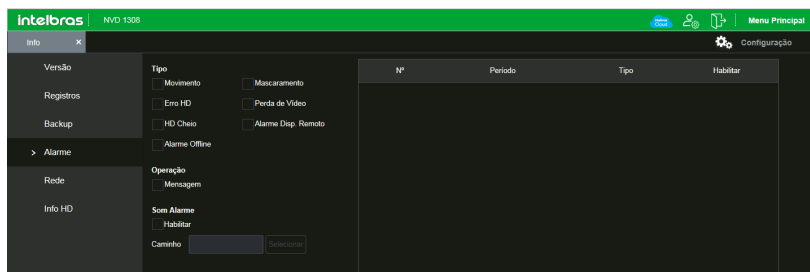 intelbras NVD 1308 Menu Principal
Info × Configuração
Versão
Registros
Backup
> Alarme
Rede
Info HD
Tipo
Movimento Mascaramento
Erro HD Perda de Vídeo
HD Cheio Alarme Disp. Remoto
Alarme Offline
Operação
Mensagem
Som Alarme
Habilitar
Caminho Selecionar
Nº Período Tipo Habilitar